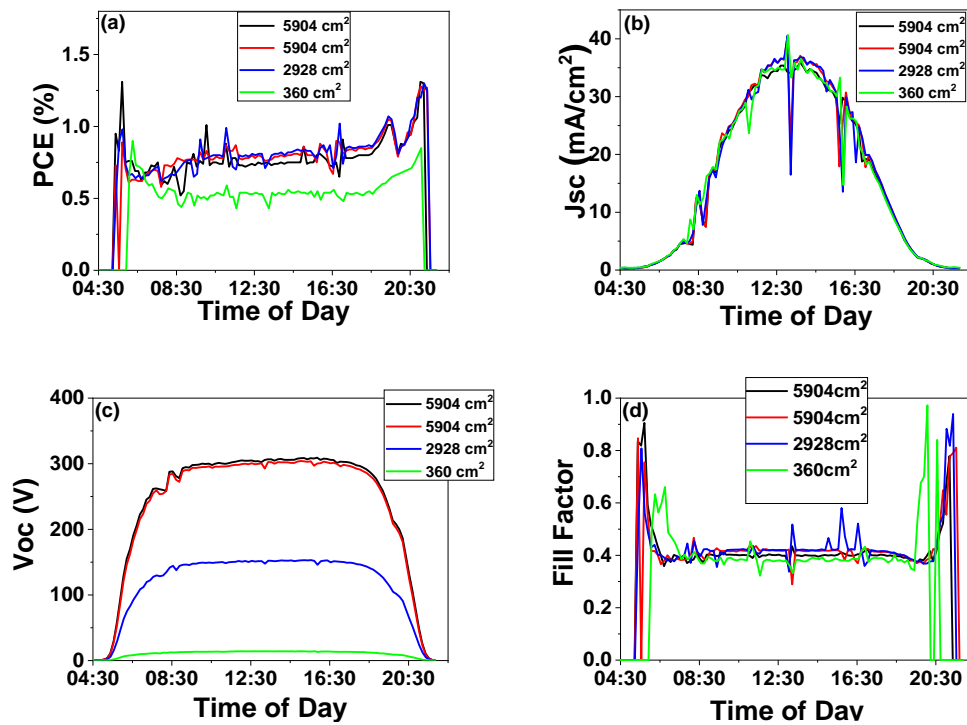 (a)
5904 cm²
5904 cm²
2928 cm²
360 cm²
PCE (%)
1.5
1.0
0.5
0.0
04:30 08:30 12:30 16:30 20:30
Time of Day
(b)
5904 cm²
5904 cm²
2928 cm²
360 cm²
Jsc (mA/cm²)
40
30
20
10
0
04:30 08:30 12:30 16:30 20:30
Time of Day
(c)
5904 cm²
5904 cm²
2928 cm²
360 cm²
Voc (V)
400
300
200
100
0
04:30 08:30 12:30 16:30 20:30
Time of Day
(d)
5904cm²
5904cm²
2928cm²
360cm²
Fill Factor
1.0
0.8
0.6
0.4
0.2
0.0
04:30 08:30 12:30 16:30 20:30
Time of Day